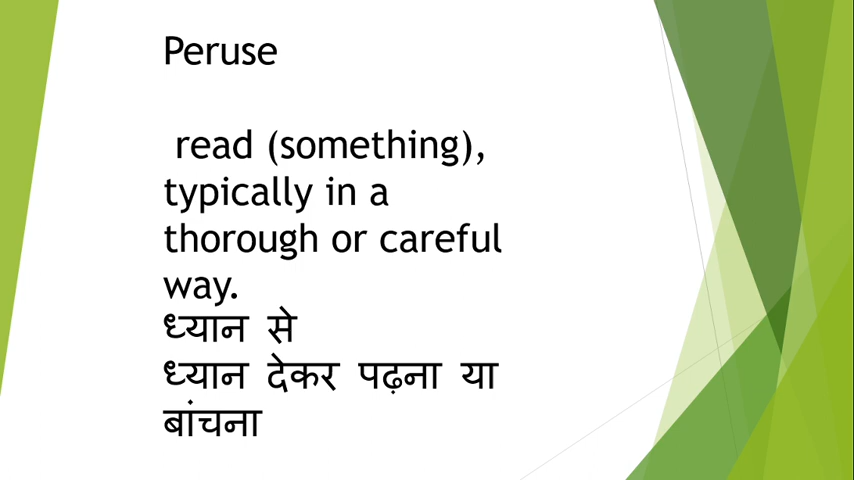 Peruse
read (something),
typically in a
thorough or careful
way.
ध्यान से
ध्यान देकर पढ़ना या
बांचना